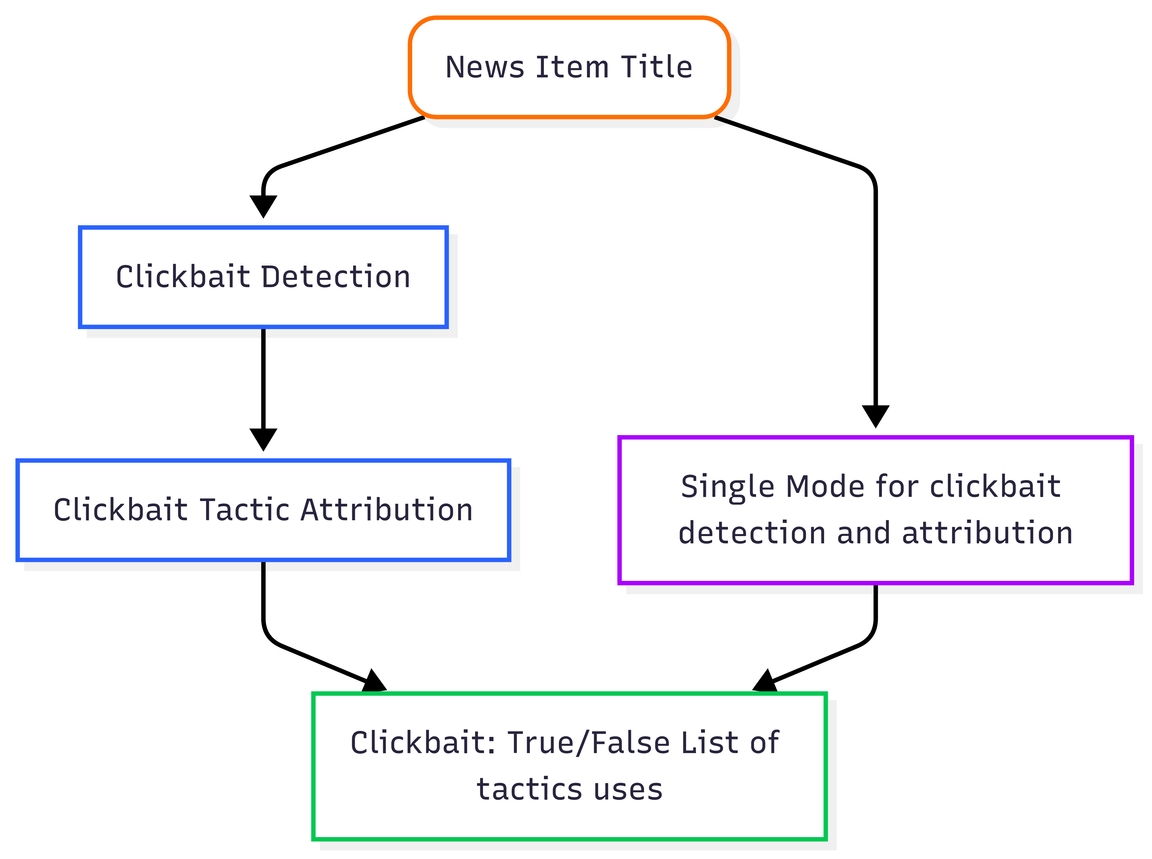 News Item Title
Clickbait Detection
Clickbait Tactic Attribution
Single Mode for clickbait
detection and attribution
Clickbait: True/False List of
tactics uses